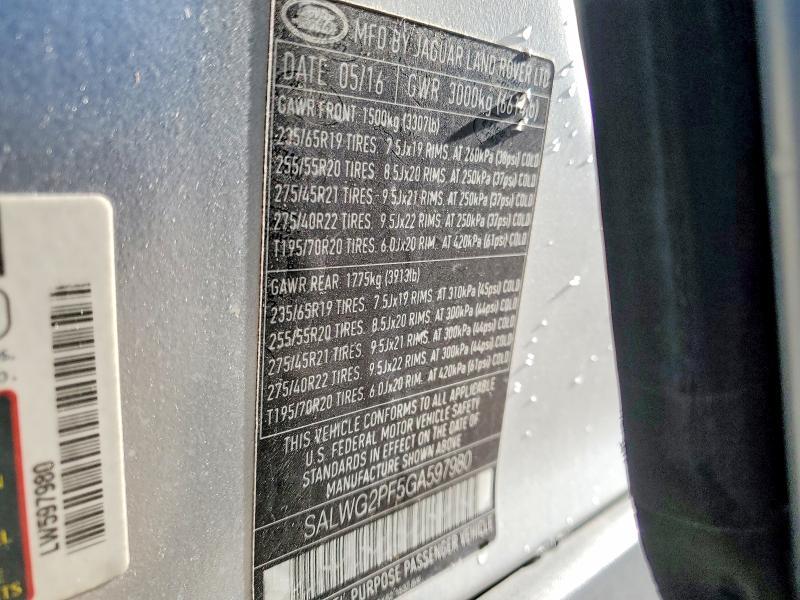 MFD BY JAGUAR LAND ROVER LTD
DATE 05/16 GWR 3000kg
GAWR FRONT 1500kg (3307lb)
235/65R19 TIRES 7.5Jx19 RIMS. AT 260kPa (38psi) COLD
255/55R20 TIRES 8.5Jx20 RIMS. AT 250kPa (37psi) COLD
275/45R21 TIRES 9.5Jx21 RIMS. AT 250kPa (37psi) COLD
275/40R22 TIRES 9.5Jx22 RIMS. AT 250kPa (37psi) COLD
T195/70R20 TIRES 6.0Jx20 RIM. AT 420kPa (61psi) COLD
GAWR REAR 1775kg (3913lb)
235/65R19 TIRES. 7.5Jx19 RIMS. AT 310kPa (45psi) COLD
255/55R20 TIRES. 8.5Jx20 RIMS. AT 300kPa (44psi) COLD
275/45R21 TIRES. 9.5Jx21 RIMS. AT 300kPa (44psi) COLD
275/40R22 TIRES. 9.5Jx22 RIMS. AT 300kPa (44psi) COLD
T195/70R20 TIRES. 6.0Jx20 RIM. AT 420kPa (61psi) COLD
THIS VEHICLE CONFORMS TO ALL APPLICABLE
U.S. FEDERAL MOTOR VEHICLE SAFETY
STANDARDS IN EFFECT ON THE DATE OF
MANUFACTURE SHOWN ABOVE
SALWG2PF5GA597980
PURPOSE PASSENGER VEHICLE
LW597980